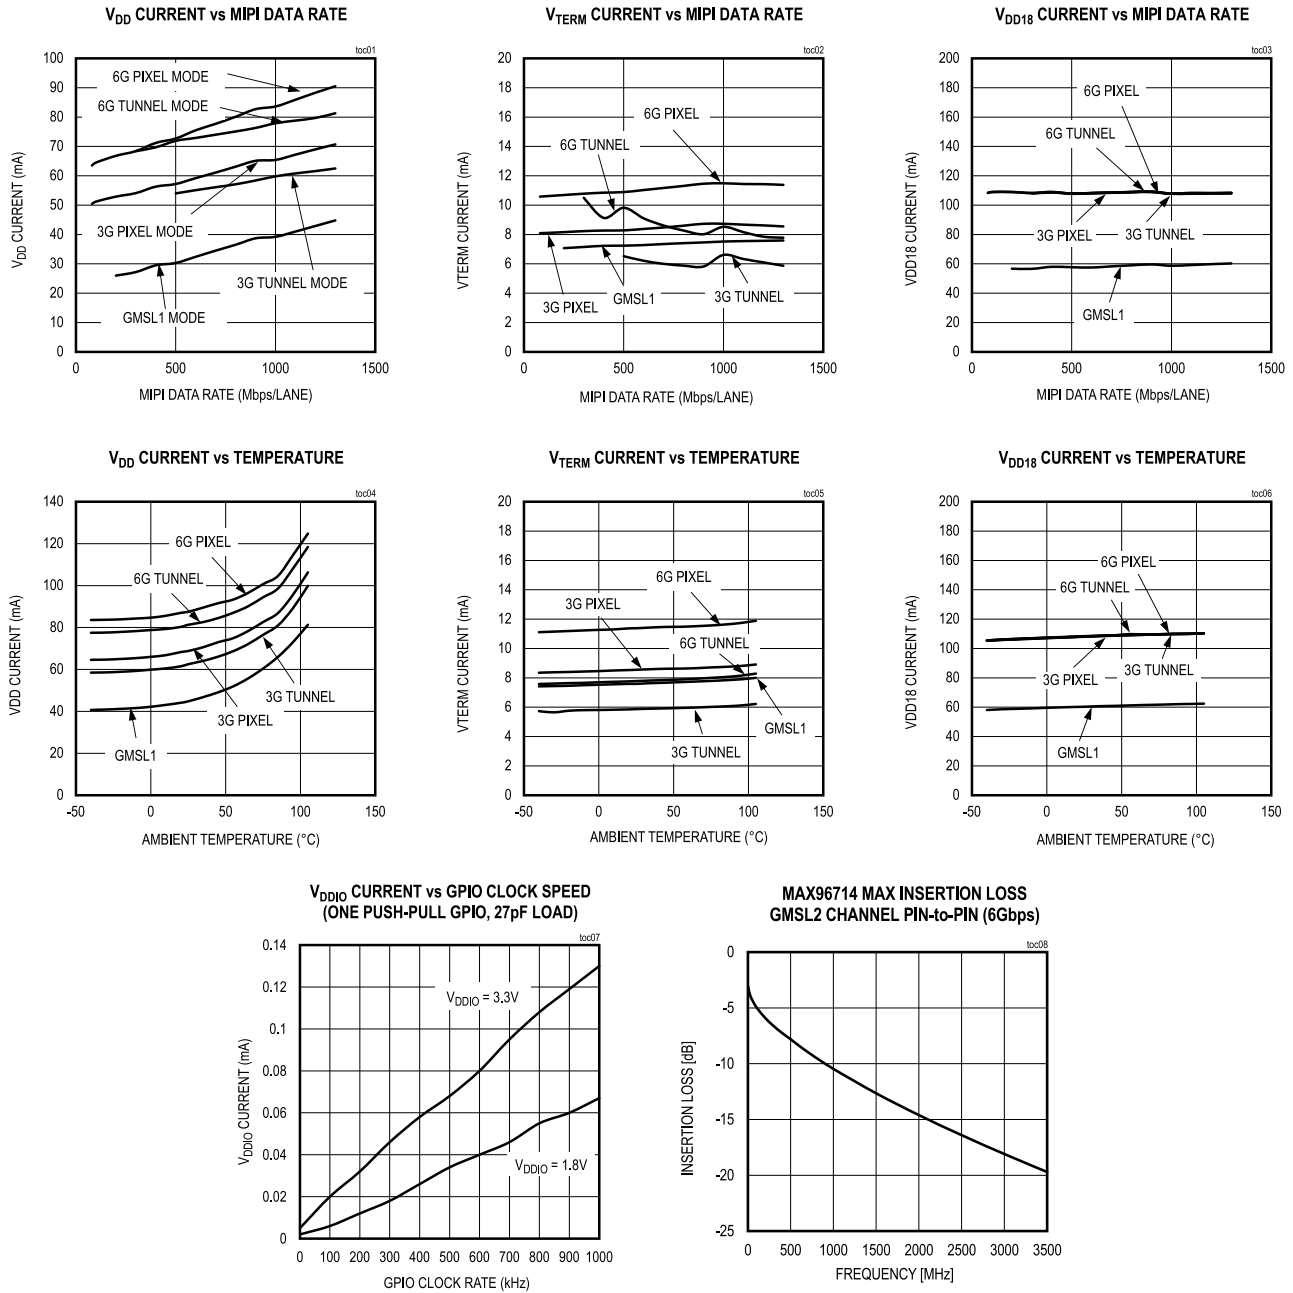 V_DD CURRENT vs MIPI DATA RATE
toc01
100
90
80
70
60
50
40
30
20
10
0
V_DD CURRENT (mA)
6G PIXEL MODE
6G TUNNEL MODE
3G PIXEL MODE
3G TUNNEL MODE
GMSL1 MODE
0 500 1000 1500
MIPI DATA RATE (Mbps/LANE)
V_TERM CURRENT vs MIPI DATA RATE
toc02
20
18
16
14
12
10
8
6
4
2
0
VTERM CURRENT (mA)
6G PIXEL
6G TUNNEL
3G PIXEL
GMSL1
3G TUNNEL
0 500 1000 1500
MIPI DATA RATE (Mbps/LANE)
V_DD18 CURRENT vs MIPI DATA RATE
toc03
200
180
160
140
120
100
80
60
40
20
0
VDD18 CURRENT (mA)
6G PIXEL
6G TUNNEL
3G PIXEL
3G TUNNEL
GMSL1
0 500 1000 1500
MIPI DATA RATE (Mbps/LANE)
V_DD CURRENT vs TEMPERATURE
toc04
140
120
100
80
60
40
20
0
VDD CURRENT (mA)
6G PIXEL
6G TUNNEL
3G TUNNEL
3G PIXEL
GMSL1
-50 0 50 100 150
AMBIENT TEMPERATURE (°C)
V_TERM CURRENT vs TEMPERATURE
toc05
20
18
16
14
12
10
8
6
4
2
0
VTERM CURRENT (mA)
6G PIXEL
3G PIXEL
6G TUNNEL
GMSL1
3G TUNNEL
-50 0 50 100 150
AMBIENT TEMPERATURE (°C)
V_DD18 CURRENT vs TEMPERATURE
toc06
200
180
160
140
120
100
80
60
40
20
0
VDD18 CURRENT (mA)
6G PIXEL
6G TUNNEL
3G TUNNEL
3G PIXEL
GMSL1
-50 0 50 100 150
AMBIENT TEMPERATURE (°C)
V_DDIO CURRENT vs GPIO CLOCK SPEED
(ONE PUSH-PULL GPIO, 27pF LOAD)
toc07
0.14
0.12
0.1
0.08
0.06
0.04
0.02
0
V_DDIO CURRENT (mA)
V_DDIO = 3.3V
V_DDIO = 1.8V
0 100 200 300 400 500 600 700 800 900 1000
GPIO CLOCK RATE (kHz)
MAX96714 MAX INSERTION LOSS
GMSL2 CHANNEL PIN-to-PIN (6Gbps)
toc08
0
-5
-10
-15
-20
-25
INSERTION LOSS [dB]
0 500 1000 1500 2000 2500 3000 3500
FREQUENCY [MHz]